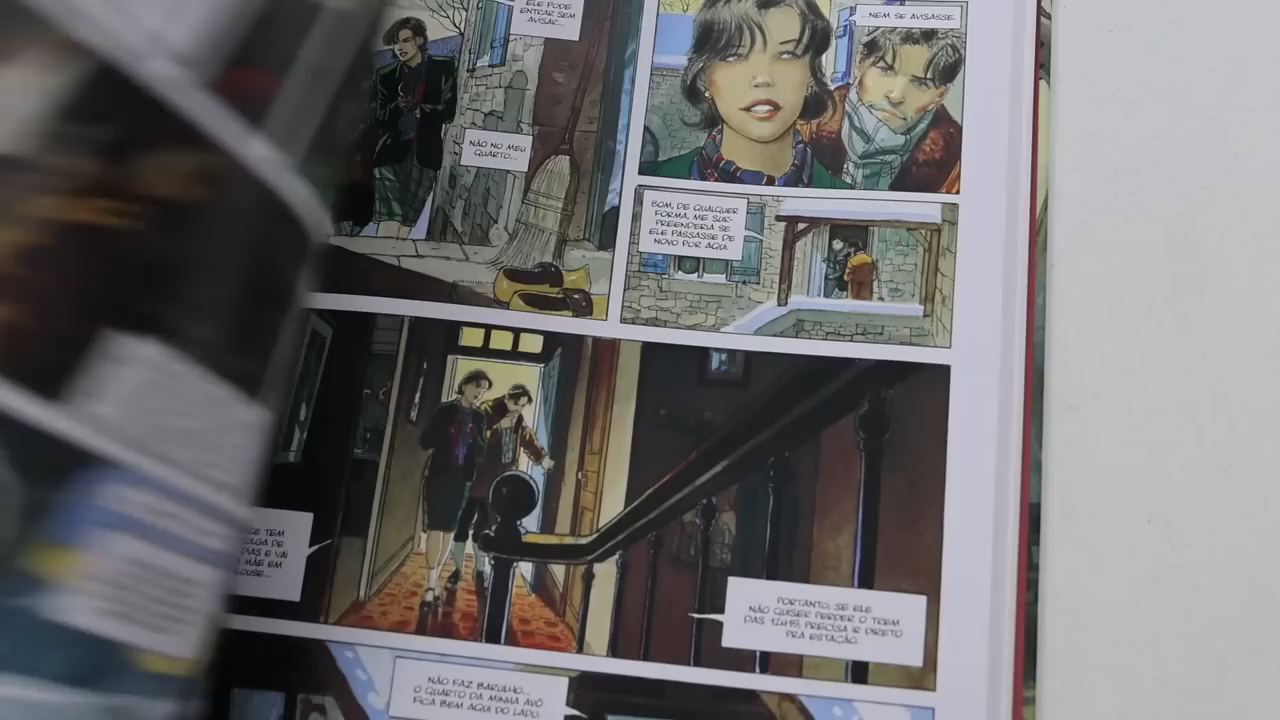 ELE PODE
ENTRAR SEM
AVISAR...
NÃO NO MEU
QUARTO...
...NEM SE AVISASSE.
BOM, DE QUALQUER
FORMA, ME SUR-
PREENDERIA SE
ELE PASSASSE DE
NOVO POR AQUI.
SE TEM
OLGA DE
DIAS E VAI
MÃE EM
LOUSE...
PORTANTO, SE ELE
NÃO QUISER PERDER O TREM
DAS 12H15, PRECISA IR DIRETO
PRA ESTAÇÃO.
NÃO FAZ BARULHO...
O QUARTO DA MINHA AVÓ
FICA BEM AQUI DO LADO.